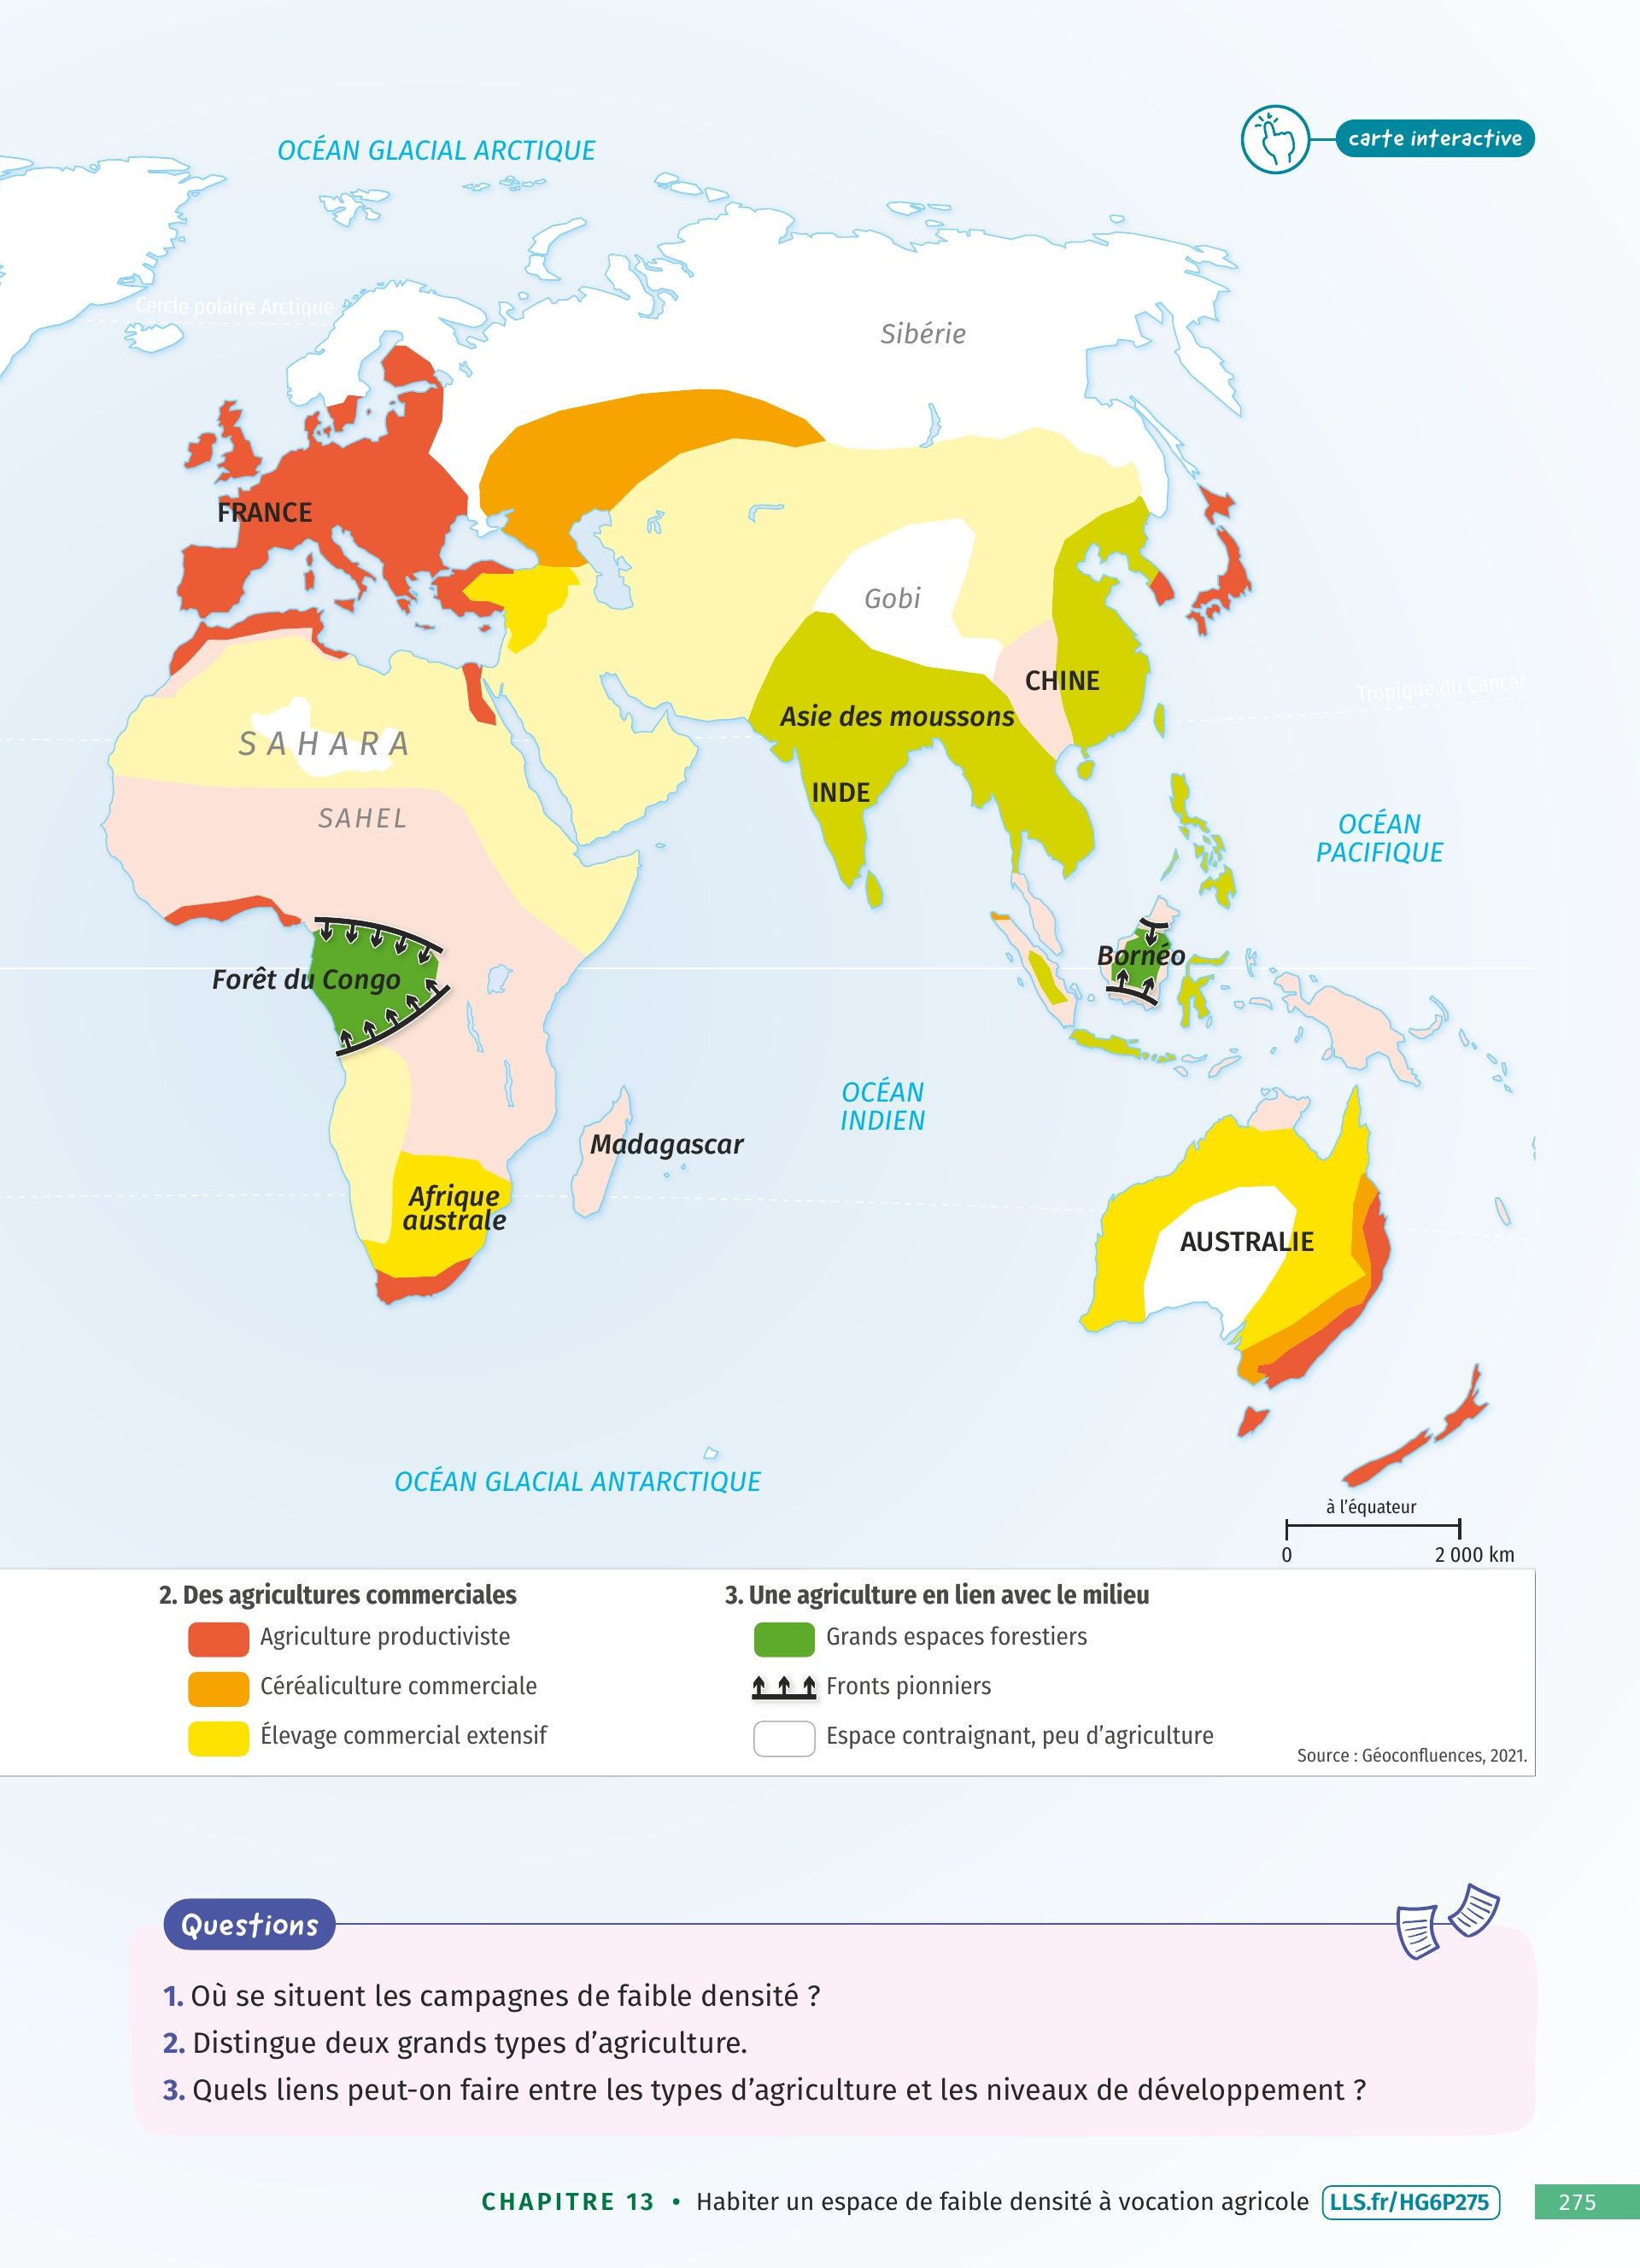 OCÉAN GLACIAL ARCTIQUE
carte interactive
Cercle polaire Arctique
Sibérie
FRANCE
Gobi
CHINE
Tropique du Cancer
Asie des moussons
SAHARA
INDE
SAHEL
OCÉAN
PACIFIQUE
Bornéo
Forêt du Congo
OCÉAN
INDIEN
Madagascar
Afrique
australe
AUSTRALIE
OCÉAN GLACIAL ANTARCTIQUE
à l'équateur
0 2 000 km
2. Des agricultures commerciales
Agriculture productiviste
Céréaliculture commerciale
Élevage commercial extensif
3. Une agriculture en lien avec le milieu
Grands espaces forestiers
Fronts pionniers
Espace contraignant, peu d'agriculture
Source : Géoconfluences, 2021.
Questions
1. Où se situent les campagnes de faible densité ?
2. Distingue deux grands types d'agriculture.
3. Quels liens peut-on faire entre les types d'agriculture et les niveaux de développement ?
CHAPITRE 13 • Habiter un espace de faible densité à vocation agricole LLS.fr/HG6P275 275